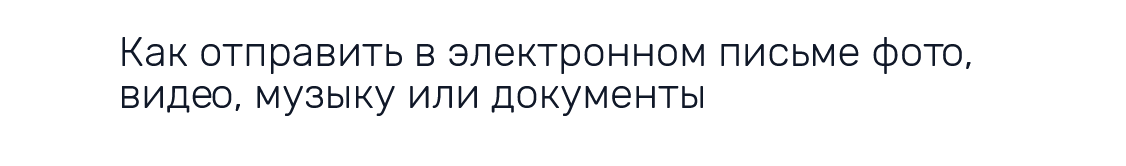 Как отправить в электронном письме фото,
видео, музыку или документы